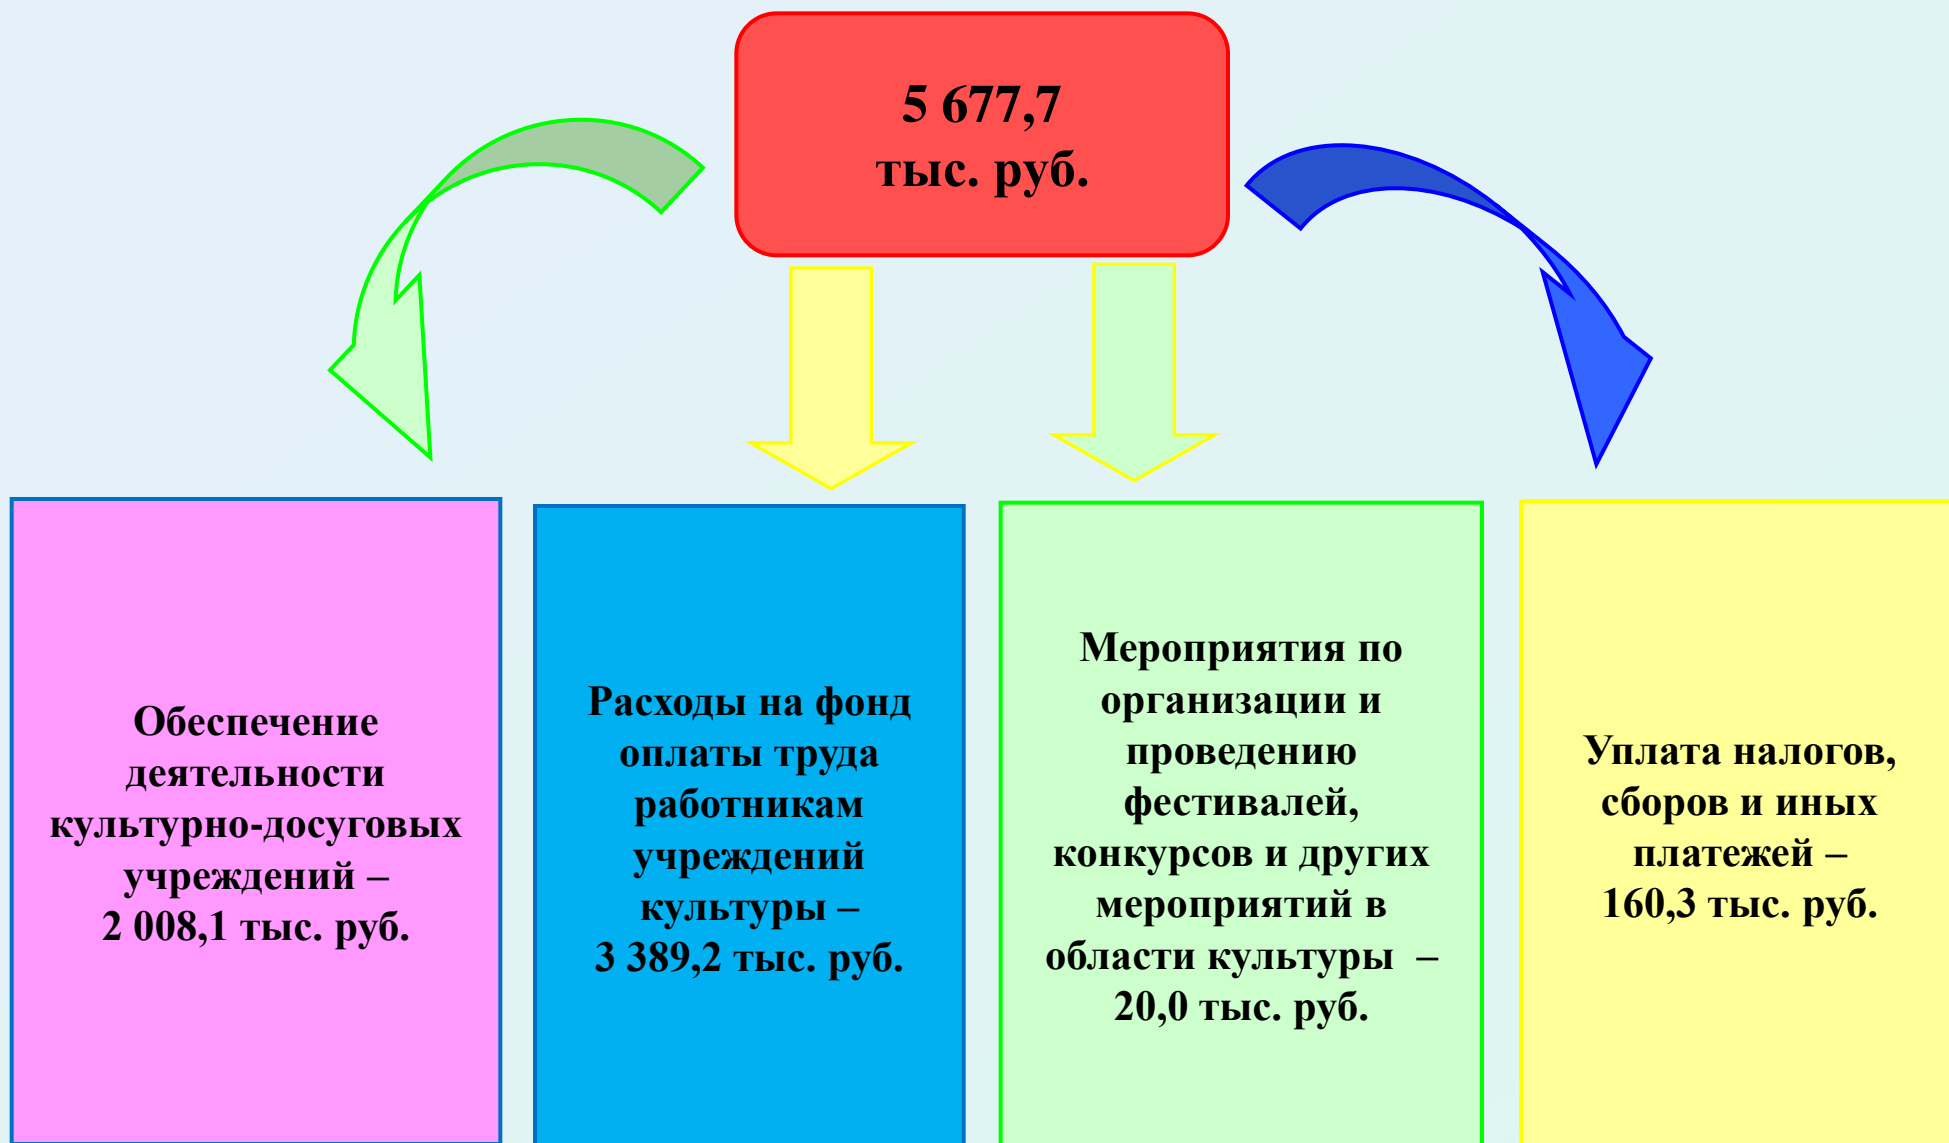 5 677,7
тыс. руб.
Обеспечение
деятельности
культурно-досуговых
учреждений –
2 008,1 тыс. руб.
Расходы на фонд
оплаты труда
работникам
учреждений
культуры –
3 389,2 тыс. руб.
Мероприятия по
организации и
проведению
фестивалей,
конкурсов и других
мероприятий в
области культуры –
20,0 тыс. руб.
Уплата налогов,
сборов и иных
платежей –
160,3 тыс. руб.